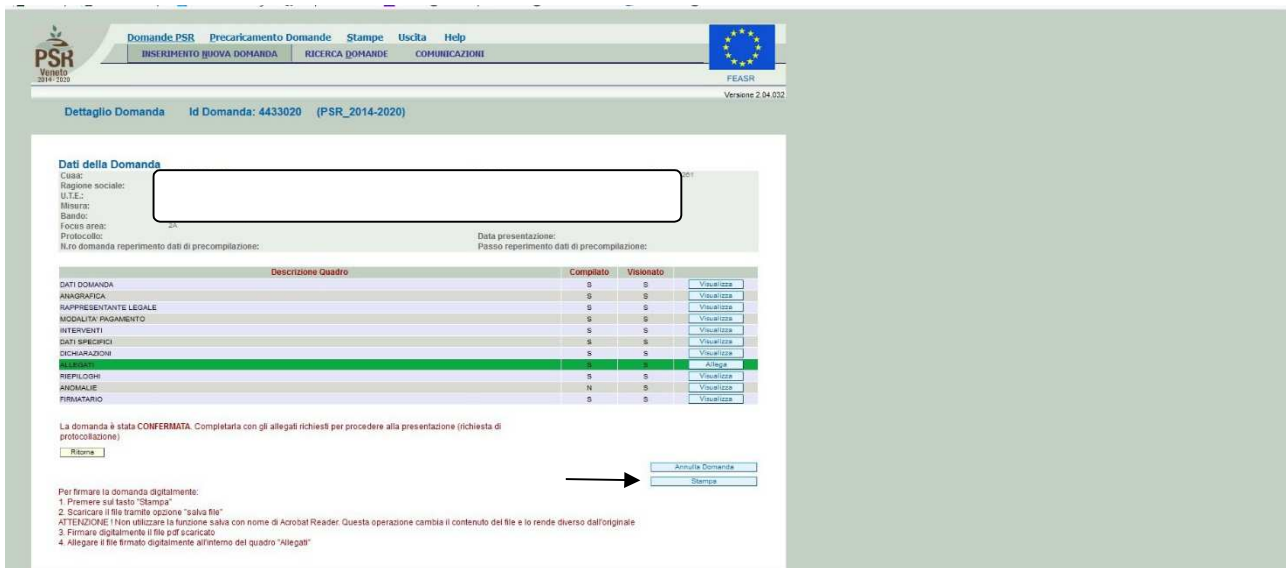 Domande PSR Precaricamento Domande Stampe Uscita Help
INSERIMENTO NUOVA DOMANDA RICERCA DOMANDE COMUNICAZIONI
PSR
Veneto
2014-2020
FEASR
Versione 2.04.032
Dettaglio Domanda Id Domanda: 4433020 (PSR_2014-2020)
Dati della Domanda
Cuaa:
Ragione sociale:
U.T.E.:
Misura:
Bando:
Focus area: 2A
Protocollo: Data presentazione:
N.ro domanda reperimento dati di precompilazione: Passo reperimento dati di precompilazione:
Descrizione Quadro Compilato Visionato
DATI DOMANDA S S Visualizza
ANAGRAFICA S S Visualizza
RAPPRESENTANTE LEGALE S S Visualizza
MODALITA' PAGAMENTO S S Visualizza
INTERVENTI S S Visualizza
DATI SPECIFICI S S Visualizza
DICHIARAZIONI S S Visualizza
ALLEGATI S S Allega
RIEPILOGHI S S Visualizza
ANOMALIE N S Visualizza
FIRMATARIO S S Visualizza
La domanda è stata CONFERMATA. Completarla con gli allegati richiesti per procedere alla presentazione (richiesta di
protocollazione)
Ritorna
Annulla Domanda
Stampa
Per firmare la domanda digitalmente:
1. Premere sul tasto "Stampa"
2. Scaricare il file tramite opzione "salva file"
ATTENZIONE ! Non utilizzare la funzione salva con nome di Acrobat Reader. Questa operazione cambia il contenuto del file e lo rende diverso dall'originale
3. Firmare digitalmente il file pdf scaricato
4. Allegare il file firmato digitalmente all'interno del quadro "Allegati"